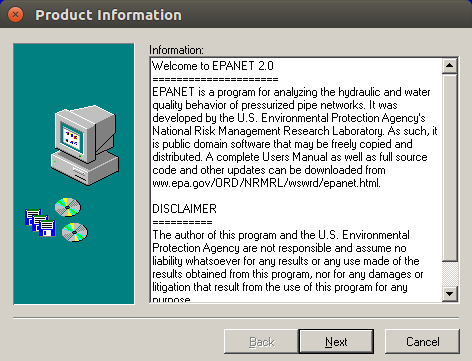 Product Information
Information:
Welcome to EPANET 2.0
=====================
EPANET is a program for analyzing the hydraulic and water
quality behavior of pressurized pipe networks. It was
developed by the U.S. Environmental Protection Agency's
National Risk Management Research Laboratory. As such, it
is public domain software that may be freely copied and
distributed. A complete Users Manual as well as full source
code and other updates can be downloaded from
ww.epa.gov/ORD/NRMRL/wswrd/epanet.html.
DISCLAIMER
==========
The author of this program and the U.S. Environmental
Protection Agency are not responsible and assume no
liability whatsoever for any results or any use made of the
results obtained from this program, nor for any damages or
litigation that result from the use of this program for any
purpose.
Back
Next
Cancel